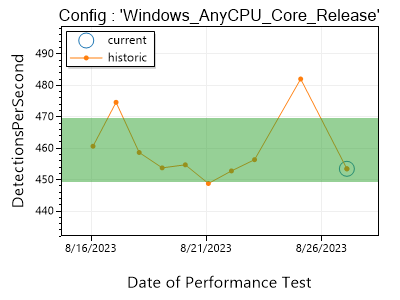 Config : 'Windows_AnyCPU_Core_Release'
current
historic
DetectionsPerSecond
490
480
470
460
450
440
8/16/2023
8/21/2023
8/26/2023
Date of Performance Test